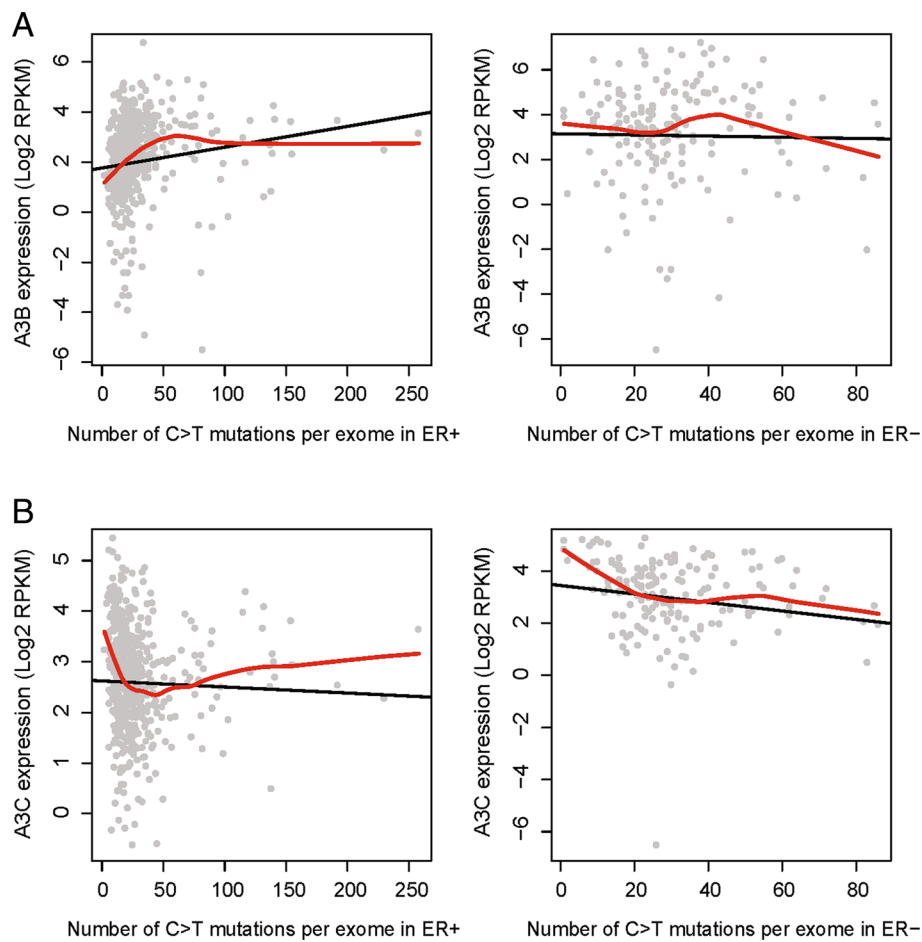 A
A3B expression (Log2 RPKM)
6
4
2
0
−2
−4
−6
0 50 100 150 200 250
Number of C>T mutations per exome in ER+
A3B expression (Log2 RPKM)
6
4
2
0
−2
−4
−6
0 20 40 60 80
Number of C>T mutations per exome in ER−
B
A3C expression (Log2 RPKM)
5
4
3
2
1
0
0 50 100 150 200 250
Number of C>T mutations per exome in ER+
A3C expression (Log2 RPKM)
4
2
0
−2
−4
−6
0 20 40 60 80
Number of C>T mutations per exome in ER−